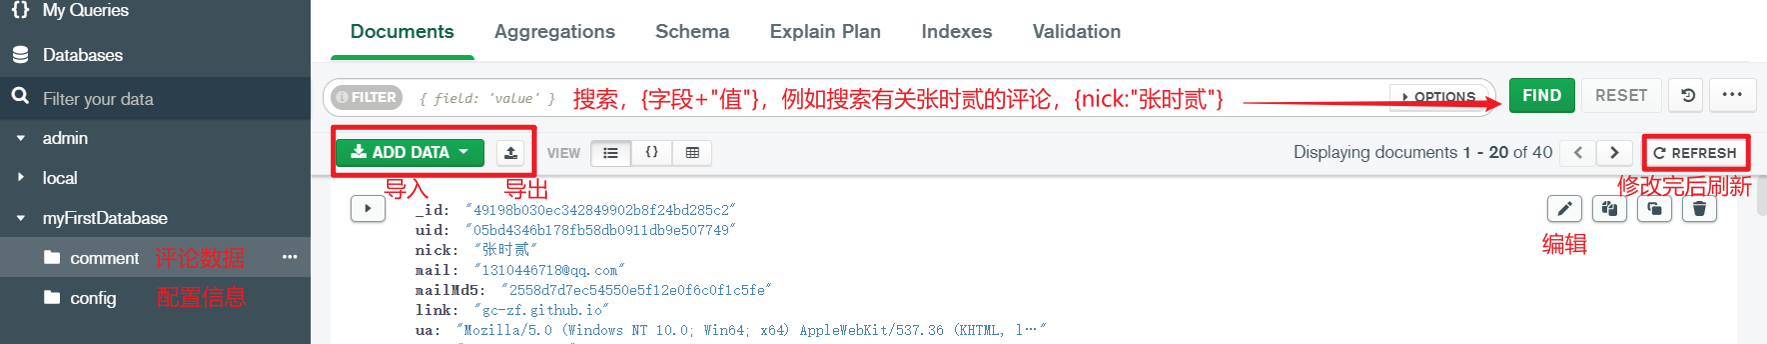 {} My Queries
Databases
Filter your data
admin
local
myFirstDatabase
comment 评论数据 ···
config 配置信息
Documents Aggregations Schema Explain Plan Indexes Validation
FILTER { field: 'value' } 搜索，{字段+"值"}，例如搜索有关张时贰的评论，{nick:"张时贰"} OPTIONS FIND RESET ···
ADD DATA VIEW {} Displaying documents 1 - 20 of 40 < > REFRESH
导入 导出 修改完后刷新
_id: "49198b030ec342849902b8f24bd285c2"
uid: "05bd4346b178fb58db0911db9e507749"
nick: "张时贰"
编辑
mail: "1310446718@qq.com"
mailMd5: "2558d7d7ec54550e5f12e0f6c0f1c5fe"
link: "gc-zf.github.io"
ua: "Mozilla/5.0 (Windows NT 10.0; Win64; x64) AppleWebKit/537.36 (KHTML, l…"